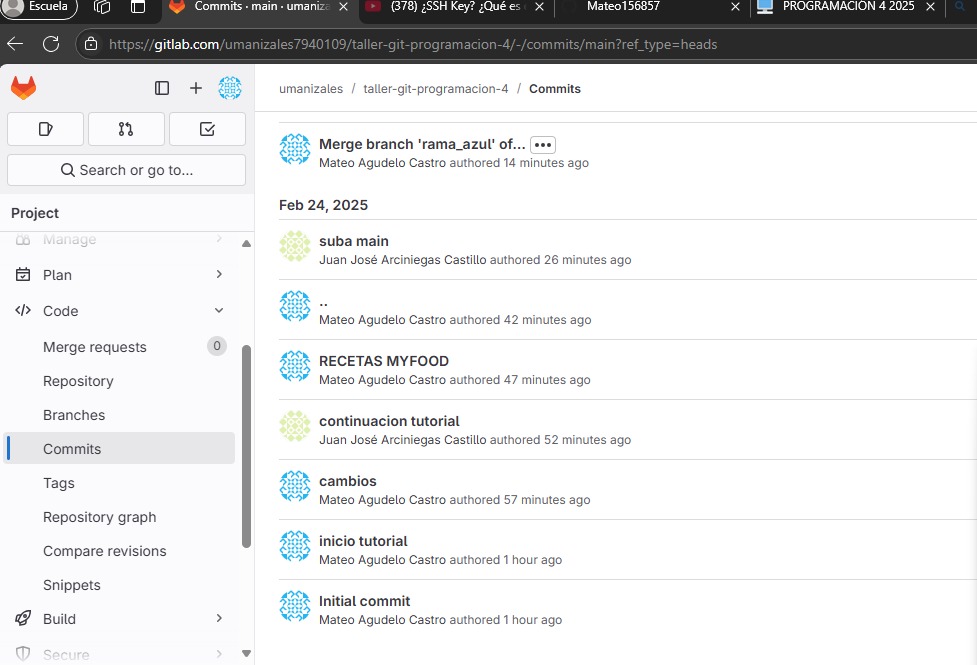 Escuela
Commits · main · umaniza
(378) ¿SSH Key? ¿Qué es
Mateo156857
PROGRAMACIÓN 4 2025
https://gitlab.com/umanizales7940109/taller-git-programacion-4/-/commits/main?ref_type=heads
umanizales / taller-git-programacion-4 / Commits
Search or go to...
Project
Manage
Plan
Code
Merge requests 0
Repository
Branches
Commits
Tags
Repository graph
Compare revisions
Snippets
Build
Secure
Merge branch 'rama_azul' of...
Mateo Agudelo Castro authored 14 minutes ago
Feb 24, 2025
suba main
Juan José Arciniegas Castillo authored 26 minutes ago
..
Mateo Agudelo Castro authored 42 minutes ago
RECETAS MYFOOD
Mateo Agudelo Castro authored 47 minutes ago
continuacion tutorial
Juan José Arciniegas Castillo authored 52 minutes ago
cambios
Mateo Agudelo Castro authored 57 minutes ago
inicio tutorial
Mateo Agudelo Castro authored 1 hour ago
Initial commit
Mateo Agudelo Castro authored 1 hour ago